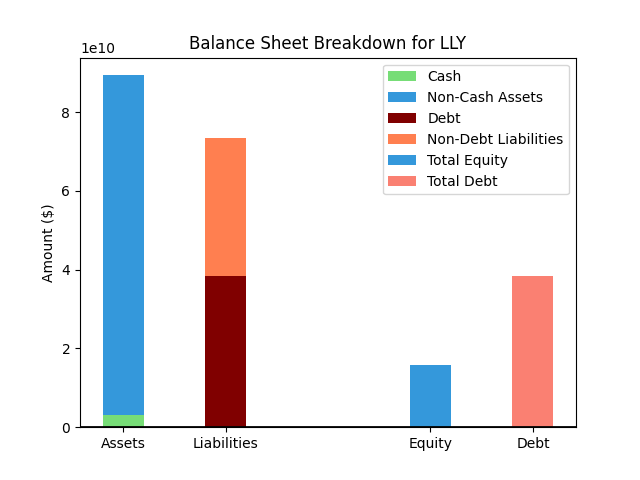 Balance Sheet Breakdown for LLY
1e10
Cash
Non-Cash Assets
Debt
Non-Debt Liabilities
Total Equity
Total Debt
8
6
4
2
0
Amount ($)
Assets Liabilities Equity Debt